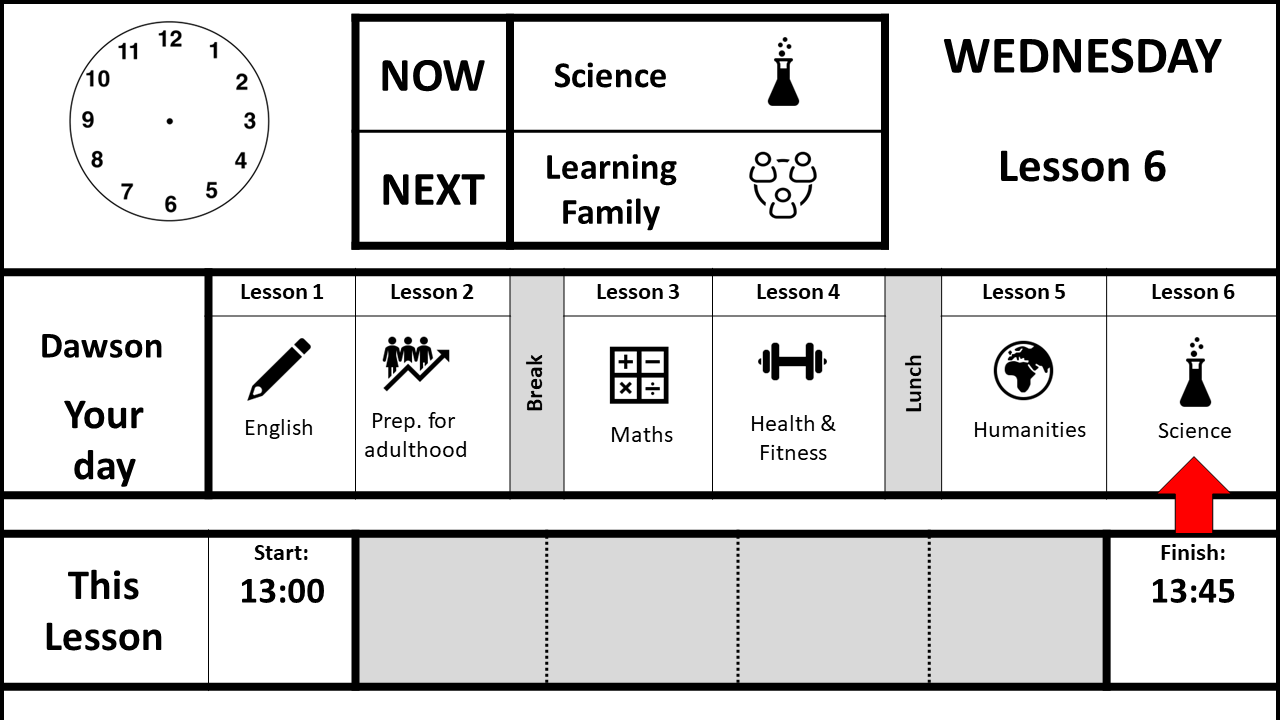 12
11
1
10
2
9
3
8
4
7
5
6
NOW
Science
NEXT
Learning
Family
WEDNESDAY
Lesson 6
Dawson
Your
day
Lesson 1
English
Lesson 2
Prep. for
adulthood
Break
Lesson 3
Maths
Lesson 4
Health &
Fitness
Lunch
Lesson 5
Humanities
Lesson 6
Science
This
Lesson
Start:
13:00
Finish:
13:45